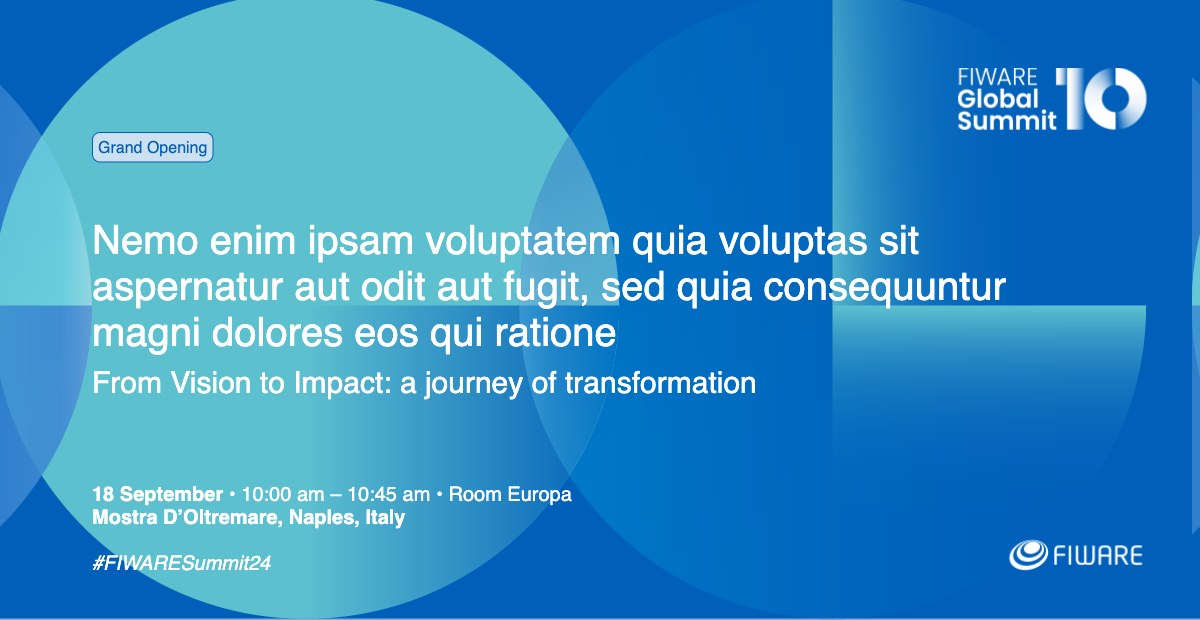 FIWARE
Global
Summit 10
Grand Opening
Nemo enim ipsam voluptatem quia voluptas sit
aspernatur aut odit aut fugit, sed quia consequuntur
magni dolores eos qui ratione
From Vision to Impact: a journey of transformation
18 September • 10:00 am – 10:45 am • Room Europa
Mostra D’Oltremare, Naples, Italy
#FIWARESummit24
FIWARE